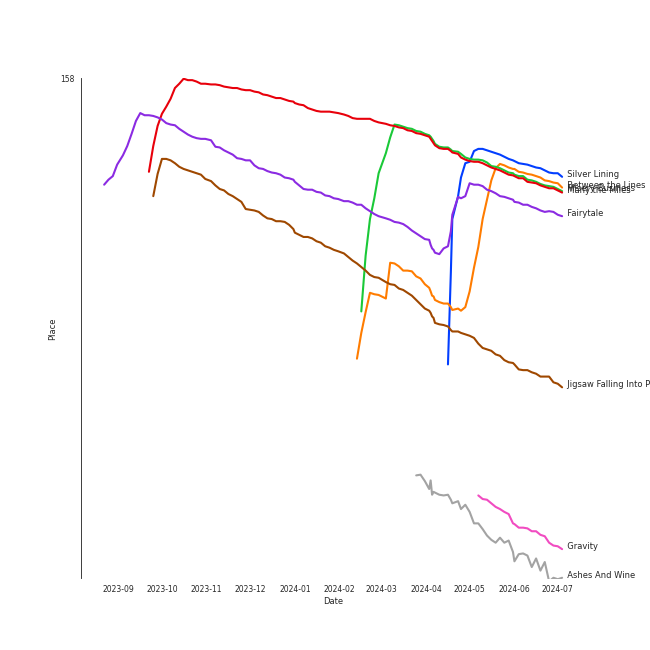 158
Place
Silver Lining
Between the Lines
Mary the Miles
Fairytale
Jigsaw Falling Into P
Gravity
Ashes And Wine
2023-09
2023-10
2023-11
2023-12
2024-01
2024-02
2024-03
2024-04
2024-05
2024-06
2024-07
Date